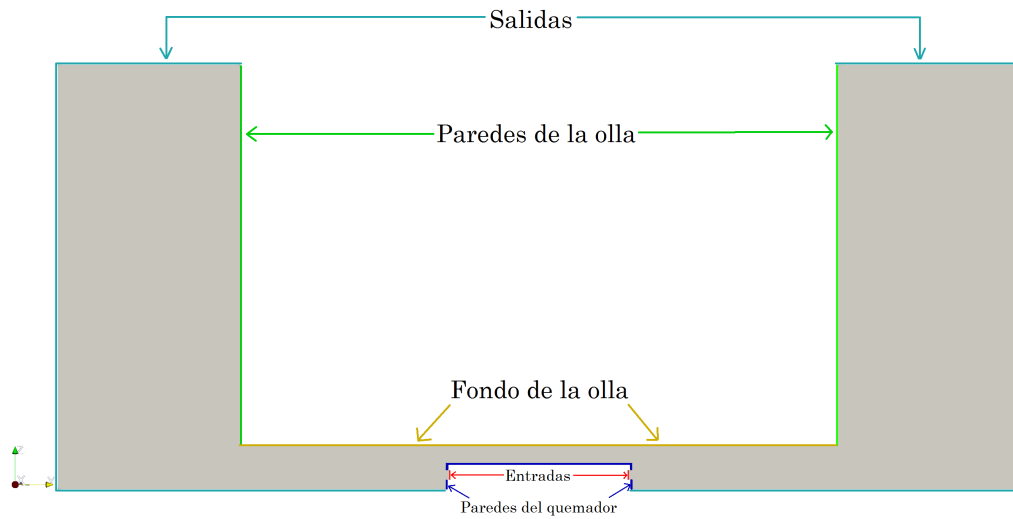 Salidas
Paredes de la olla
Fondo de la olla
Entradas
Paredes del quemador